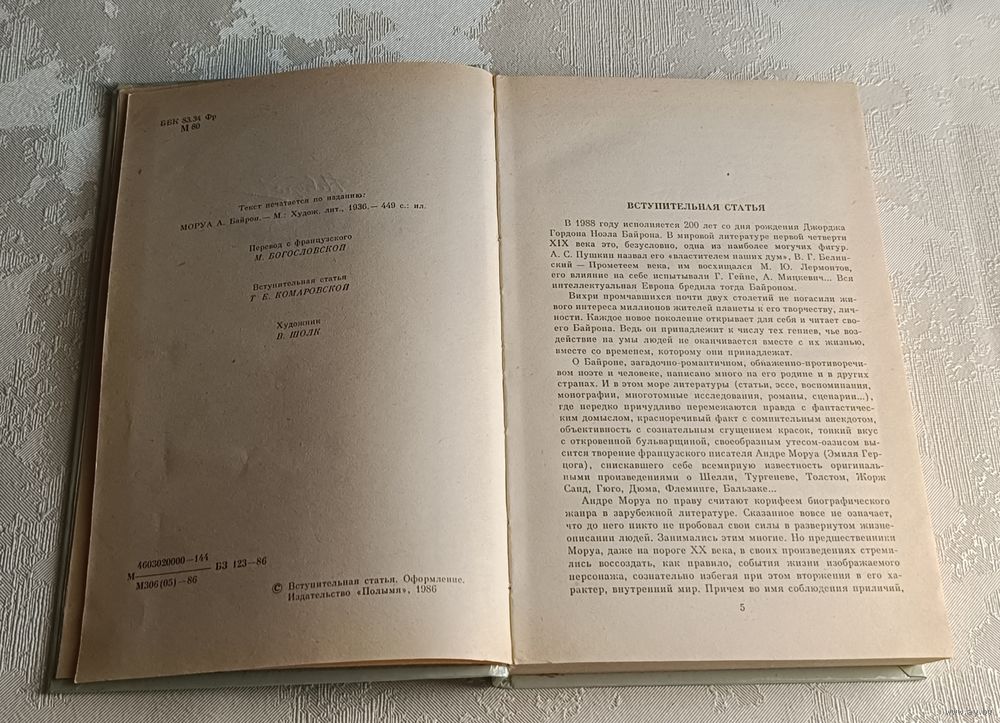 ББК 83.34 Фр
М 80
Текст печатается по изданию:
МОРУА А. Байрон.— М.: Худож. лит., 1936.— 449 с.: ил.
Перевод с французского
М. БОГОСЛОВСКОЙ
Вступительная статья
Т. Е. КОМАРОВСКОЙ
Художник
В. ШОЛК
4603020000—144
М
БЗ 123—86
М306(05)—86
© Вступительная статья, Оформление.
Издательство «Полымя», 1986
ВСТУПИТЕЛЬНАЯ СТАТЬЯ
В 1988 году исполняется 200 лет со дня рождения Джорджа
Гордона Ноэла Байрона. В мировой литературе первой четверти
XIX века это, безусловно, одна из наиболее могучих фигур.
А. С. Пушкин назвал его «властителем наших дум», В. Г. Белин-
ский — Прометеем века, им восхищался М. Ю. Лермонтов,
его влияние на себе испытывали Г. Гейне, А. Мицкевич... Вся
интеллектуальная Европа бредила тогда Байроном.
Вихри промчавшихся почти двух столетий не погасили жи-
вого интереса миллионов жителей планеты к его творчеству, лич-
ности. Каждое новое поколение открывает для себя и читает сво-
его Байрона. Ведь он принадлежит к числу тех гениев, чье воз-
действие на умы людей не оканчивается вместе с их жизнью,
вместе со временем, которому они принадлежат.
О Байроне, загадочно-романтичном, обнаженно-противоречи-
вом поэте и человеке, написано много на его родине и в других
странах. И в этом море литературы (статьи, эссе, воспоминания,
монографии, многотомные исследования, романы, сценарии...),
где нередко причудливо перемежаются правда с фантастичес-
ким домыслом, красноречивый факт с сомнительным анекдотом,
объективность с сознательным сгущением красок, тонкий вкус
с откровенной бульварщиной, своеобразным утесом-оазисом вы-
сится творение французского писателя Андре Моруа (Эмиля Гер-
цога), снискавшего себе всемирную известность оригиналь-
ными произведениями о Шелли, Тургеневе, Толстом, Жорж
Санд, Гюго, Дюма, Флеминге, Бальзаке...
Андре Моруа по праву считают корифеем биографического
жанра в зарубежной литературе. Сказанное вовсе не означает,
что до него никто не пробовал свои силы в развернутом жизне-
описании людей. Занимались этим многие. Но предшественники
Моруа, даже на пороге XX века, в своих произведениях стреми-
лись воссоздать, как правило, события жизни изображаемого
персонажа, сознательно избегая при этом вторжения в его ха-
рактер, внутренний мир. Причем во имя соблюдения приличий,
5